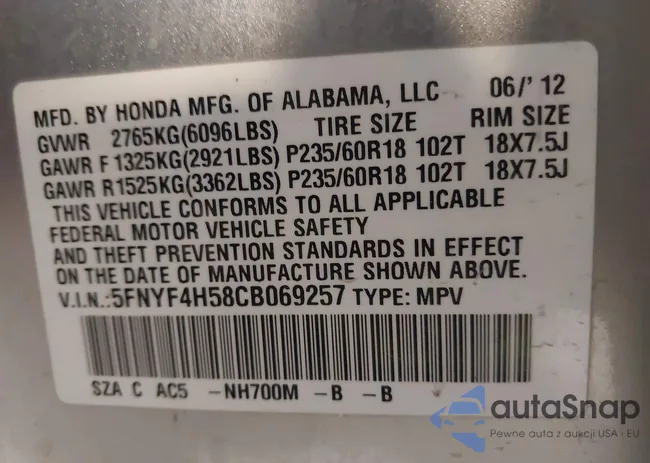 MFD. BY HONDA MFG. OF ALABAMA, LLC 06/' 12
GVWR 2765KG(6096LBS) TIRE SIZE RIM SIZE
GAWR F 1325KG(2921LBS) P235/60R18 102T 18X7.5J
GAWR R1525KG(3362LBS) P235/60R18 102T 18X7.5J
THIS VEHICLE CONFORMS TO ALL APPLICABLE
FEDERAL MOTOR VEHICLE SAFETY
AND THEFT PREVENTION STANDARDS IN EFFECT
ON THE DATE OF MANUFACTURE SHOWN ABOVE.
V.I.N.:5FNYF4H58CB069257 TYPE: MPV
SZA C AC5 -NH700M -B -B
autaSnap
Pewne auta z aukcji USA i EU